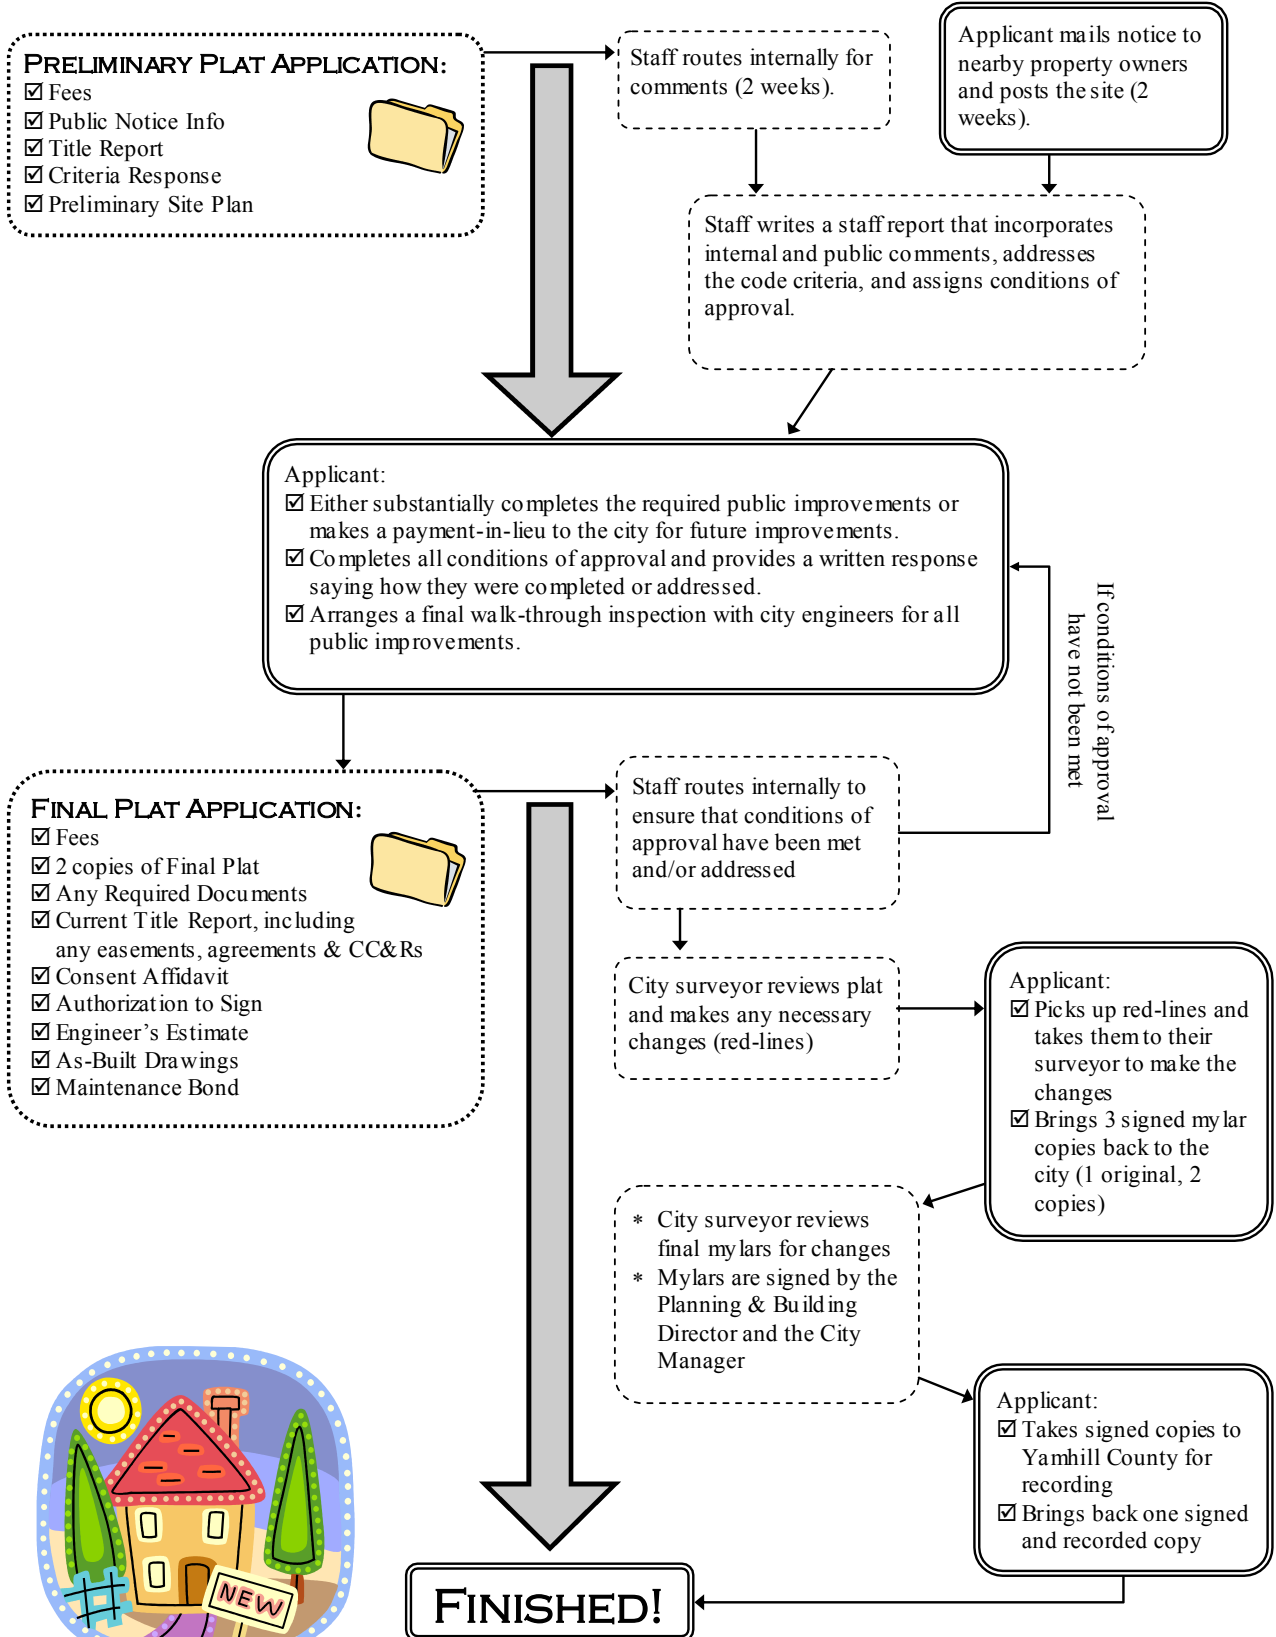 PRELIMINARY PLAT APPLICATION:
☑ Fees
☑ Public Notice Info
☑ Title Report
☑ Criteria Response
☑ Preliminary Site Plan
Staff routes internally for
comments (2 weeks).
Applicant mails notice to
nearby property owners
and posts the site (2
weeks).
Staff writes a staff report that incorporates
internal and public comments, addresses
the code criteria, and assigns conditions of
approval.
Applicant:
☑ Either substantially completes the required public improvements or
makes a payment-in-lieu to the city for future improvements.
☑ Completes all conditions of approval and provides a written response
saying how they were completed or addressed.
☑ Arranges a final walk-through inspection with city engineers for all
public improvements.
If conditions of approval
have not been met
FINAL PLAT APPLICATION:
☑ Fees
☑ 2 copies of Final Plat
☑ Any Required Documents
☑ Current Title Report, including
any easements, agreements & CC&Rs
☑ Consent Affidavit
☑ Authorization to Sign
☑ Engineer’s Estimate
☑ As-Built Drawings
☑ Maintenance Bond
Staff routes internally to
ensure that conditions of
approval have been met
and/or addressed
City surveyor reviews plat
and makes any necessary
changes (red-lines)
Applicant:
☑ Picks up red-lines and
takes them to their
surveyor to make the
changes
☑ Brings 3 signed mylar
copies back to the
city (1 original, 2
copies)
* City surveyor reviews
final mylars for changes
* Mylars are signed by the
Planning & Building
Director and the City
Manager
Applicant:
☑ Takes signed copies to
Yamhill County for
recording
☑ Brings back one signed
and recorded copy
NEW
FINISHED!